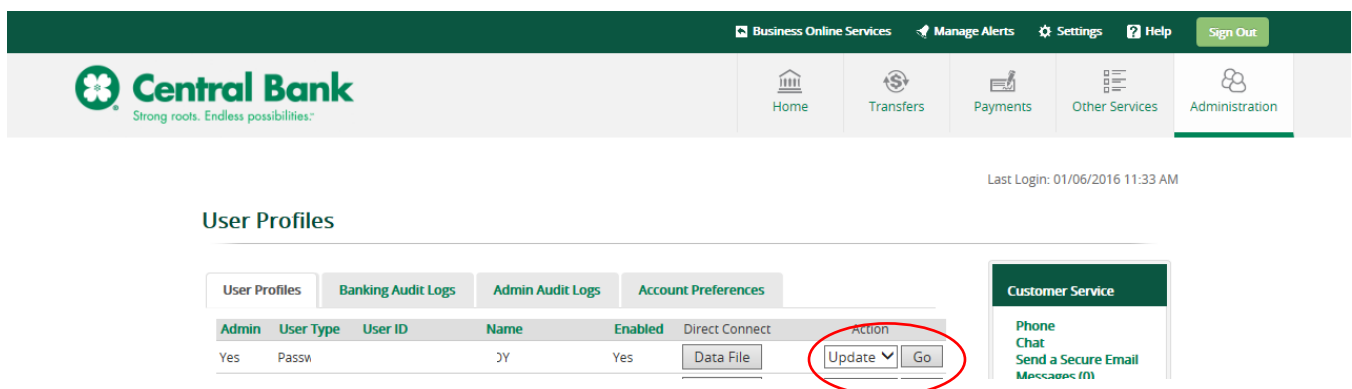 Business Online Services Manage Alerts Settings Help Sign Out
Central Bank
Strong roots. Endless possibilities.
Home Transfers Payments Other Services Administration
Last Login: 01/06/2016 11:33 AM
User Profiles
User Profiles Banking Audit Logs Admin Audit Logs Account Preferences
Customer Service
Admin User Type User ID Name Enabled Direct Connect Action
Yes Passw Yes Data File Update Go
Phone
Chat
Send a Secure Email
Messages (0)